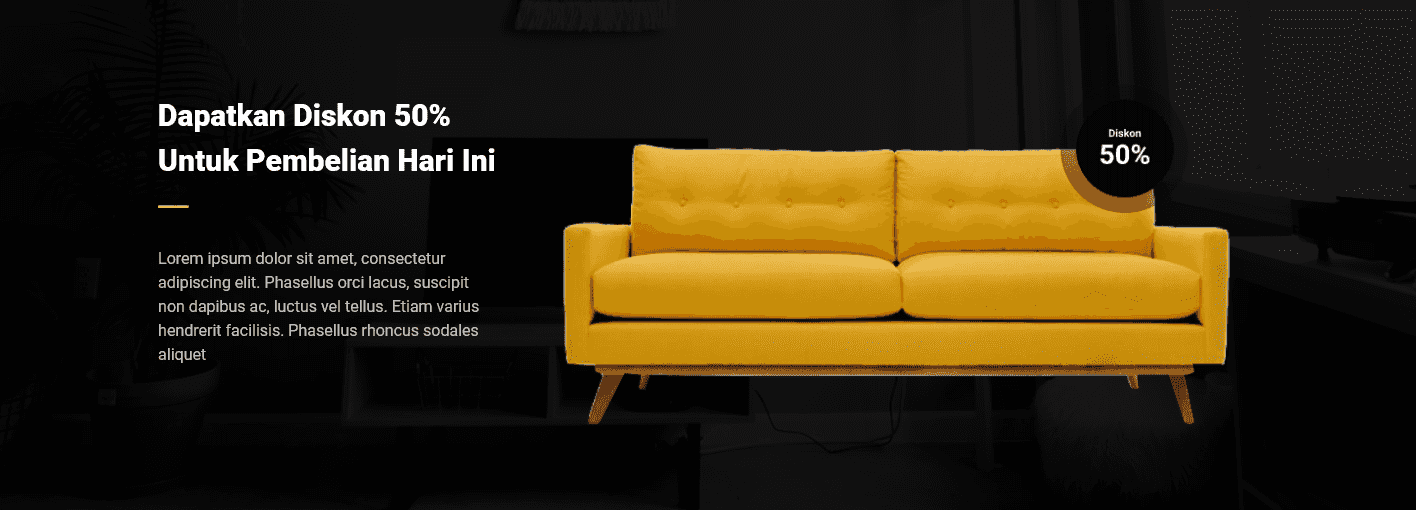 Dapatkan Diskon 50%
Untuk Pembelian Hari Ini
Lorem ipsum dolor sit amet, consectetur
adipiscing elit. Phasellus orci lacus, suscipit
non dapibus ac, luctus vel tellus. Etiam varius
hendrerit facilisis. Phasellus rhoncus sodales
aliquet
Diskon
50%